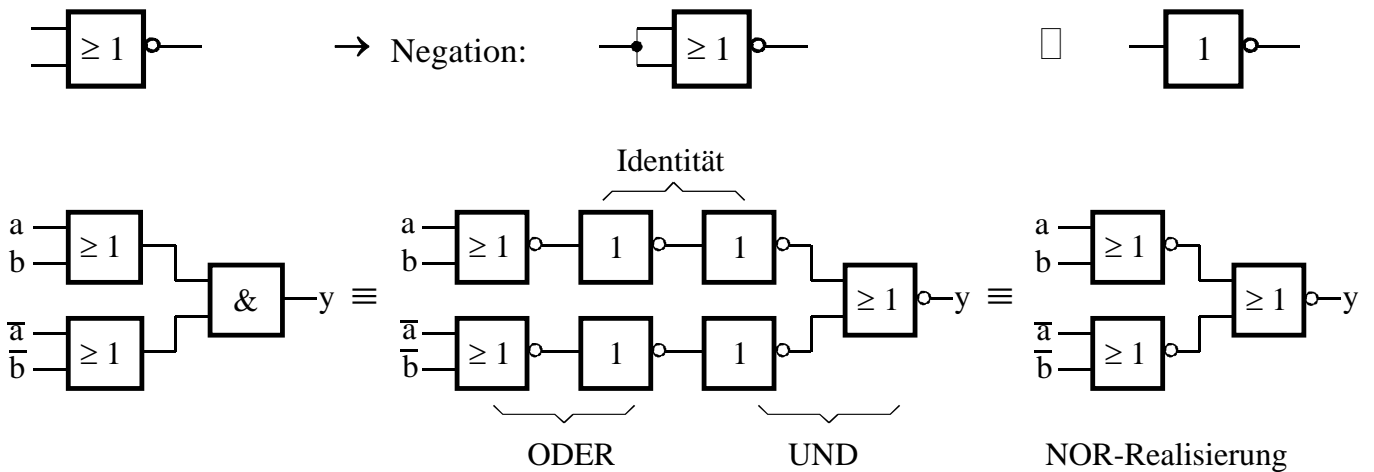 ≥ 1 → Negation: ≥ 1 1
Identität
a b ≥ 1 a̅ b̅ ≥ 1 & y ≡ a b ≥ 1 1 1 a̅ b̅ ≥ 1 1 1 ≥ 1 y ≡ a b ≥ 1 a̅ b̅ ≥ 1 ≥ 1 y
ODER UND NOR-Realisierung